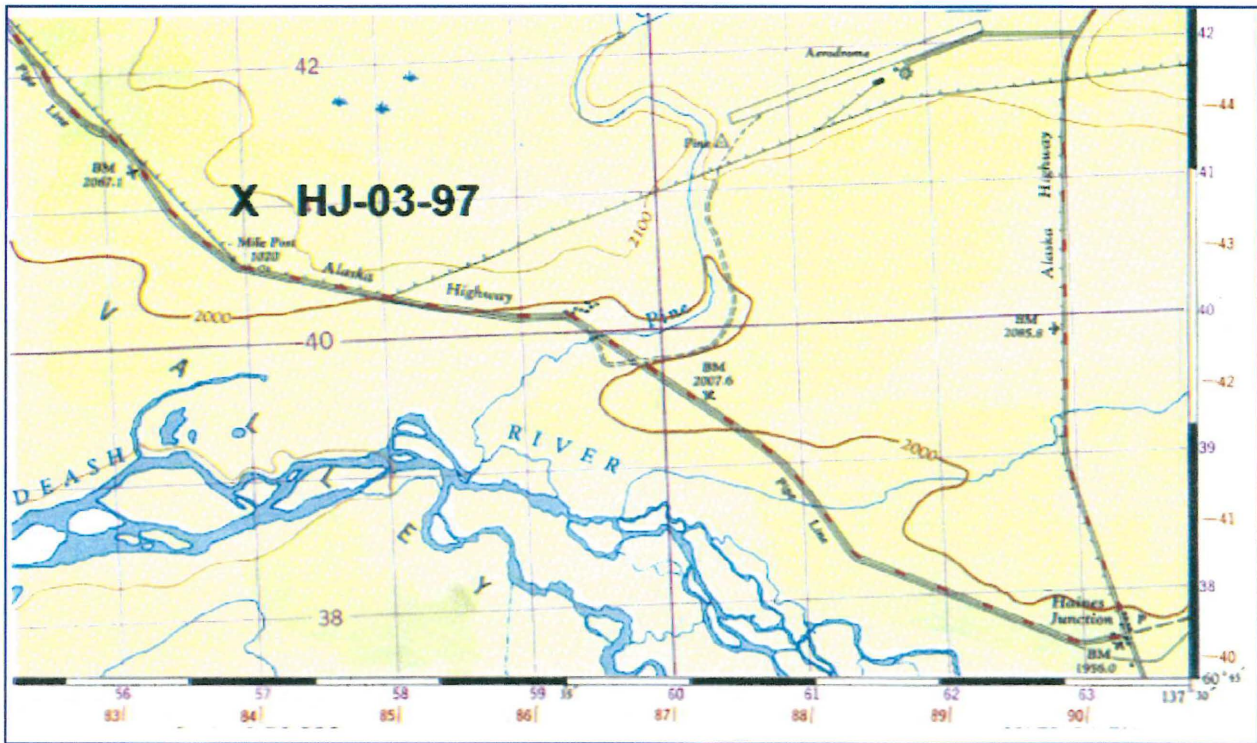 42
Aerodrome
42
Pipe
Line
44
Pine
BM
2067.1
41
X HJ-03-97
Alaska Highway
2100
43
Mile Post
1020
Alaska
Highway
V A L L E Y
2000
Pine
40
40
BM
2085.8
BM
2007.6
42
39
DEASH
RIVER
2000
Pipe
Line
41
38
38
Haines
Junction
P
BM
1956.0
40
60° 45'
56 57 58 59 35' 60 61 62 63 137° 30'
83 84 85 86 87 88 89 90